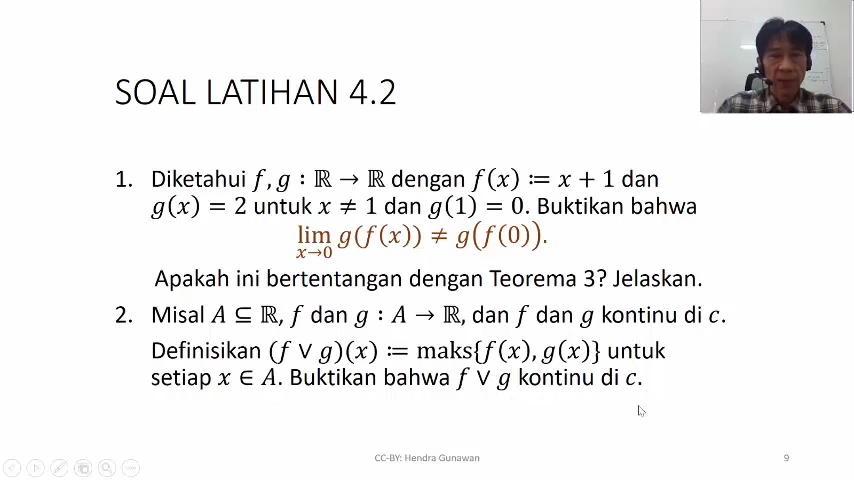 SOAL LATIHAN 4.2
1. Diketahui f, g : ℝ → ℝ dengan f(x) ≔ x + 1 dan
g(x) = 2 untuk x ≠ 1 dan g(1) = 0. Buktikan bahwa
lim x→0 g(f(x)) ≠ g(f(0)).
Apakah ini bertentangan dengan Teorema 3? Jelaskan.
2. Misal A ⊆ ℝ, f dan g : A → ℝ, dan f dan g kontinu di c.
Definisikan (f ∨ g)(x) ≔ maks{f(x), g(x)} untuk
setiap x ∈ A. Buktikan bahwa f ∨ g kontinu di c.
CC-BY: Hendra Gunawan 9